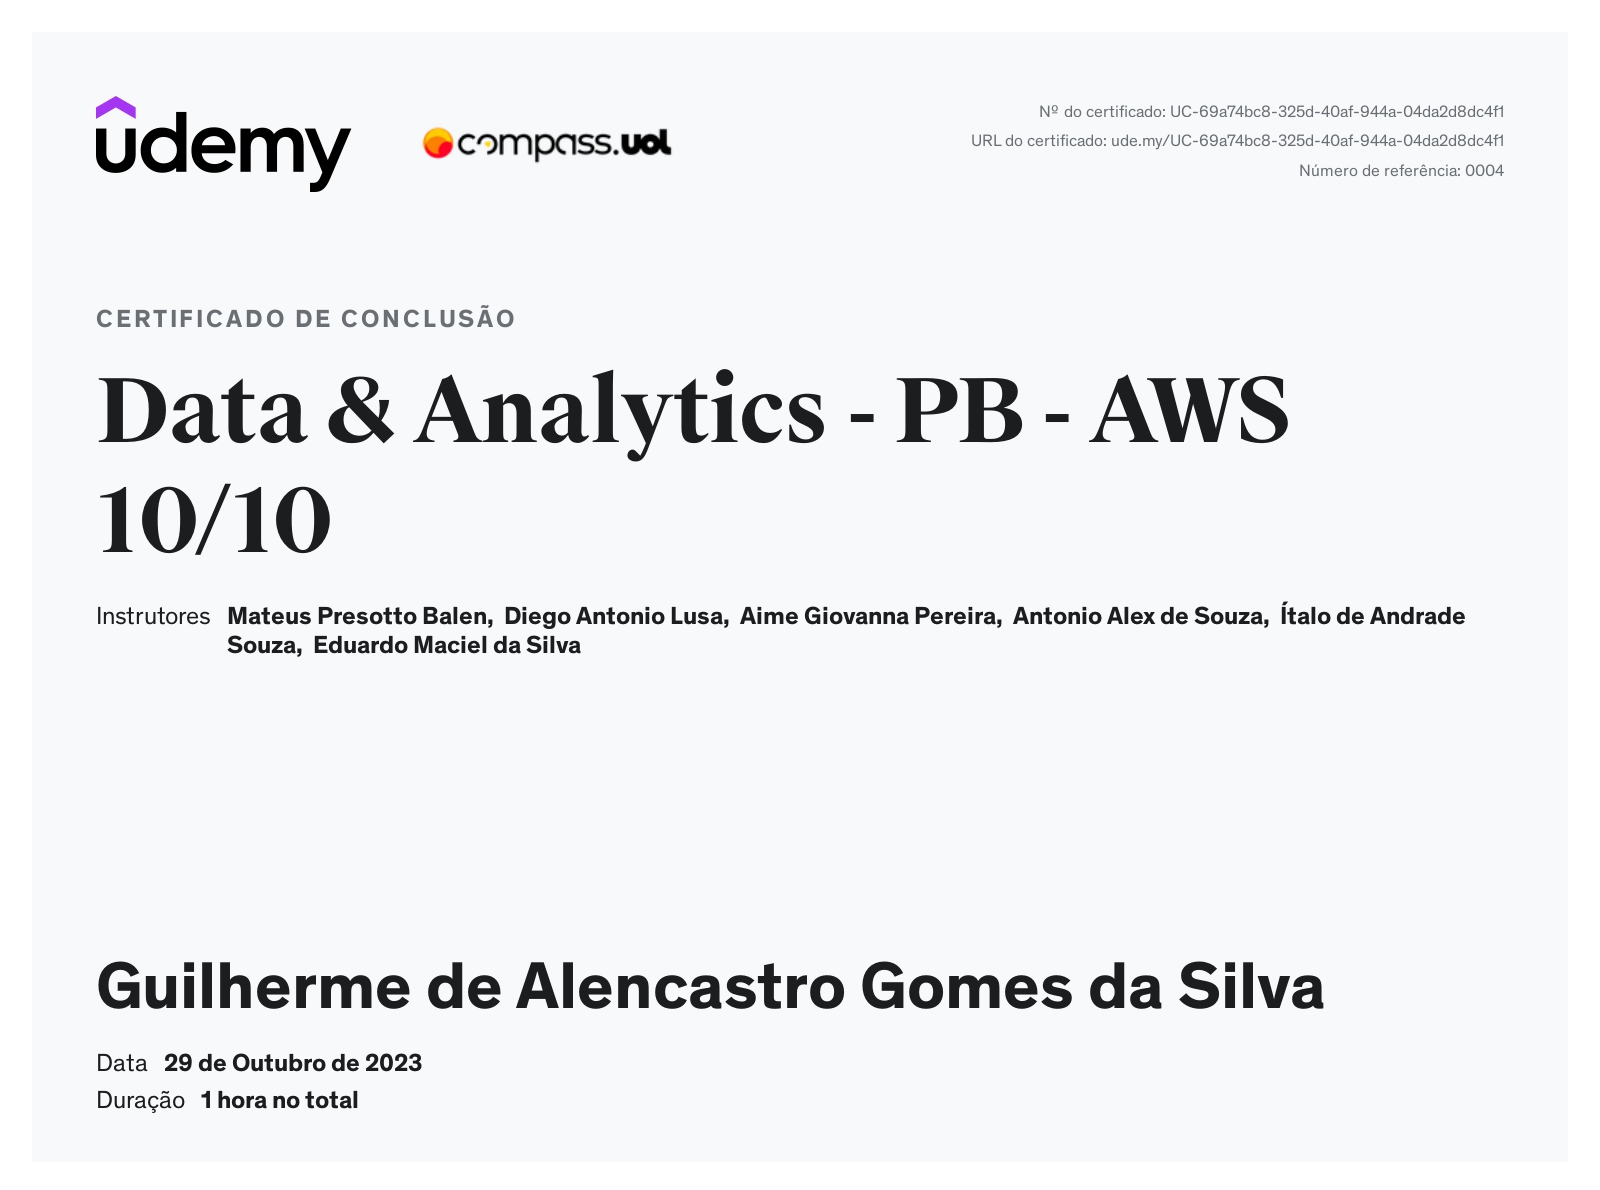 udemy
compass.uol
Nº do certificado: UC-69a74bc8-325d-40af-944a-04da2d8dc4f1
URL do certificado: ude.my/UC-69a74bc8-325d-40af-944a-04da2d8dc4f1
Número de referência: 0004
CERTIFICADO DE CONCLUSÃO
Data & Analytics - PB - AWS
10/10
Instrutores Mateus Presotto Balen, Diego Antonio Lusa, Aime Giovanna Pereira, Antonio Alex de Souza, Ítalo de Andrade
Souza, Eduardo Maciel da Silva
Guilherme de Alencastro Gomes da Silva
Data 29 de Outubro de 2023
Duração 1 hora no total